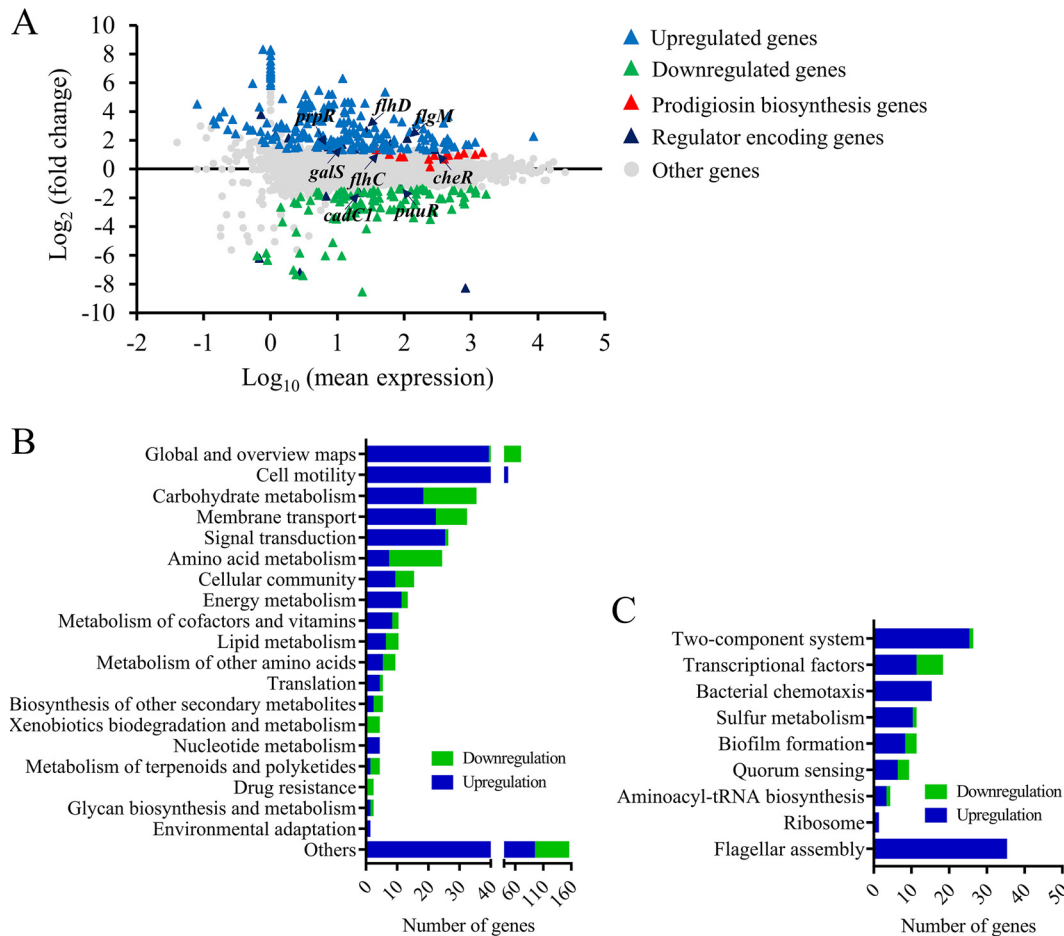 A
Log2 (fold change)
10
8
6
4
2
0
-2
-4
-6
-8
-10
prpR
flhD
flgM
galS
flhC
cheR
cadC1
puuR
-2
-1
0
1
2
3
4
5
Log10 (mean expression)
Upregulated genes
Downregulated genes
Prodigiosin biosynthesis genes
Regulator encoding genes
Other genes
B
Global and overview maps
Cell motility
Carbohydrate metabolism
Membrane transport
Signal transduction
Amino acid metabolism
Cellular community
Energy metabolism
Metabolism of cofactors and vitamins
Lipid metabolism
Metabolism of other amino acids
Translation
Biosynthesis of other secondary metabolites
Xenobiotics biodegradation and metabolism
Nucleotide metabolism
Metabolism of terpenoids and polyketides
Drug resistance
Glycan biosynthesis and metabolism
Environmental adaptation
Others
Downregulation
Upregulation
0
10
20
30
40
60
110
160
Number of genes
C
Two-component system
Transcriptional factors
Bacterial chemotaxis
Sulfur metabolism
Biofilm formation
Quorum sensing
Aminoacyl-tRNA biosynthesis
Ribosome
Flagellar assembly
Downregulation
Upregulation
0
10
20
30
40
50
Number of genes